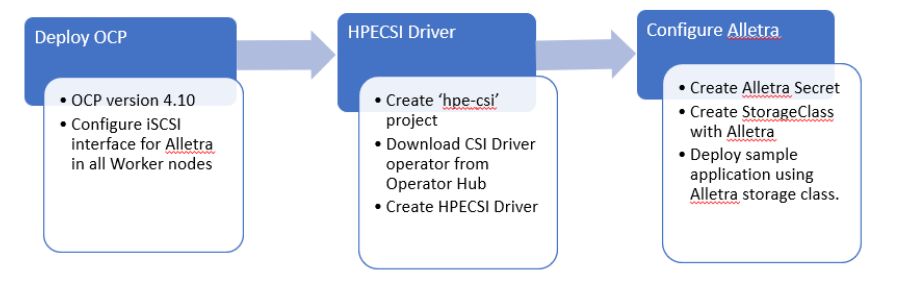 Deploy OCP
• OCP version 4.10
• Configure iSCSI
interface for Alletra
in all Worker nodes
HPECSI Driver
• Create ‘hpe-csi’
project
• Download CSI Driver
operator from
Operator Hub
• Create HPECSI Driver
Configure Alletra
• Create Alletra Secret
• Create StorageClass
with Alletra
• Deploy sample
application using
Alletra storage class.